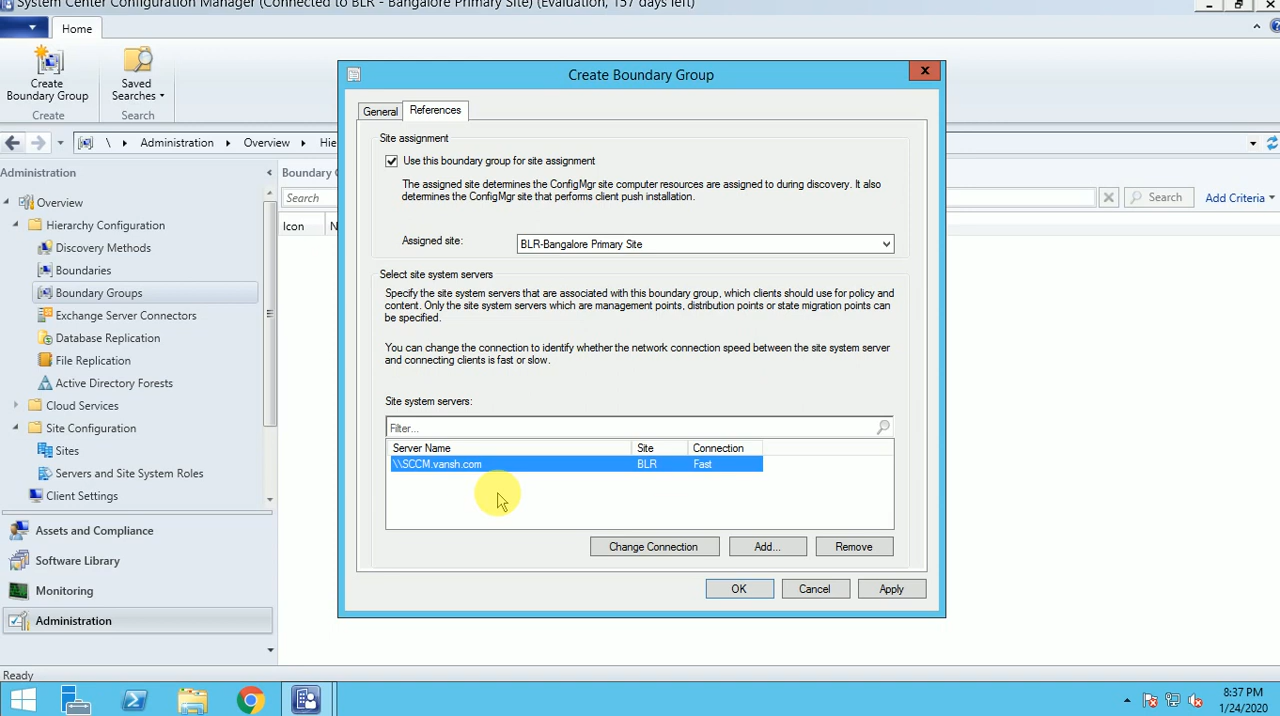 System Center Configuration Manager (Connected to BLR - Bangalore Primary Site) (Evaluation, 157 days left)
Home
Create
Boundary Group
Saved
Searches
Create
Search
\ Administration Overview
Boundary
Administration
Search
Search
Add Criteria
Icon
Overview
Hierarchy Configuration
Discovery Methods
Boundaries
Boundary Groups
Exchange Server Connectors
Database Replication
File Replication
Active Directory Forests
Cloud Services
Site Configuration
Sites
Servers and Site System Roles
Client Settings
Assets and Compliance
Software Library
Monitoring
Administration
Create Boundary Group
General
References
Site assignment
Use this boundary group for site assignment
The assigned site determines the ConfigMgr site computer resources are assigned to during discovery. It also
determines the ConfigMgr site that performs client push installation.
Assigned site:
BLR-Bangalore Primary Site
Select site system servers
Specify the site system servers that are associated with this boundary group, which clients should use for policy and
content. Only the site system servers which are management points, distribution points or state migration points can
be specified.
You can change the connection to identify whether the network connection speed between the site system server
and connecting clients is fast or slow.
Site system servers:
Filter...
Server Name Site Connection
\\SCCM.vansh.com BLR Fast
Change Connection
Add...
Remove
OK
Cancel
Apply
Ready
8:37 PM
1/24/2020